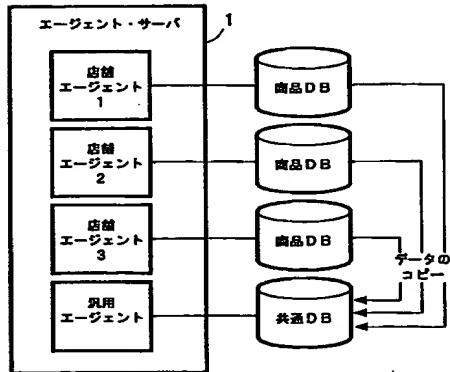 エージェント・サーバ
1
店舗
エージェント
1
商品DB
店舗
エージェント
2
商品DB
店舗
エージェント
3
商品DB
データの
コピー
汎用
エージェント
共通DB